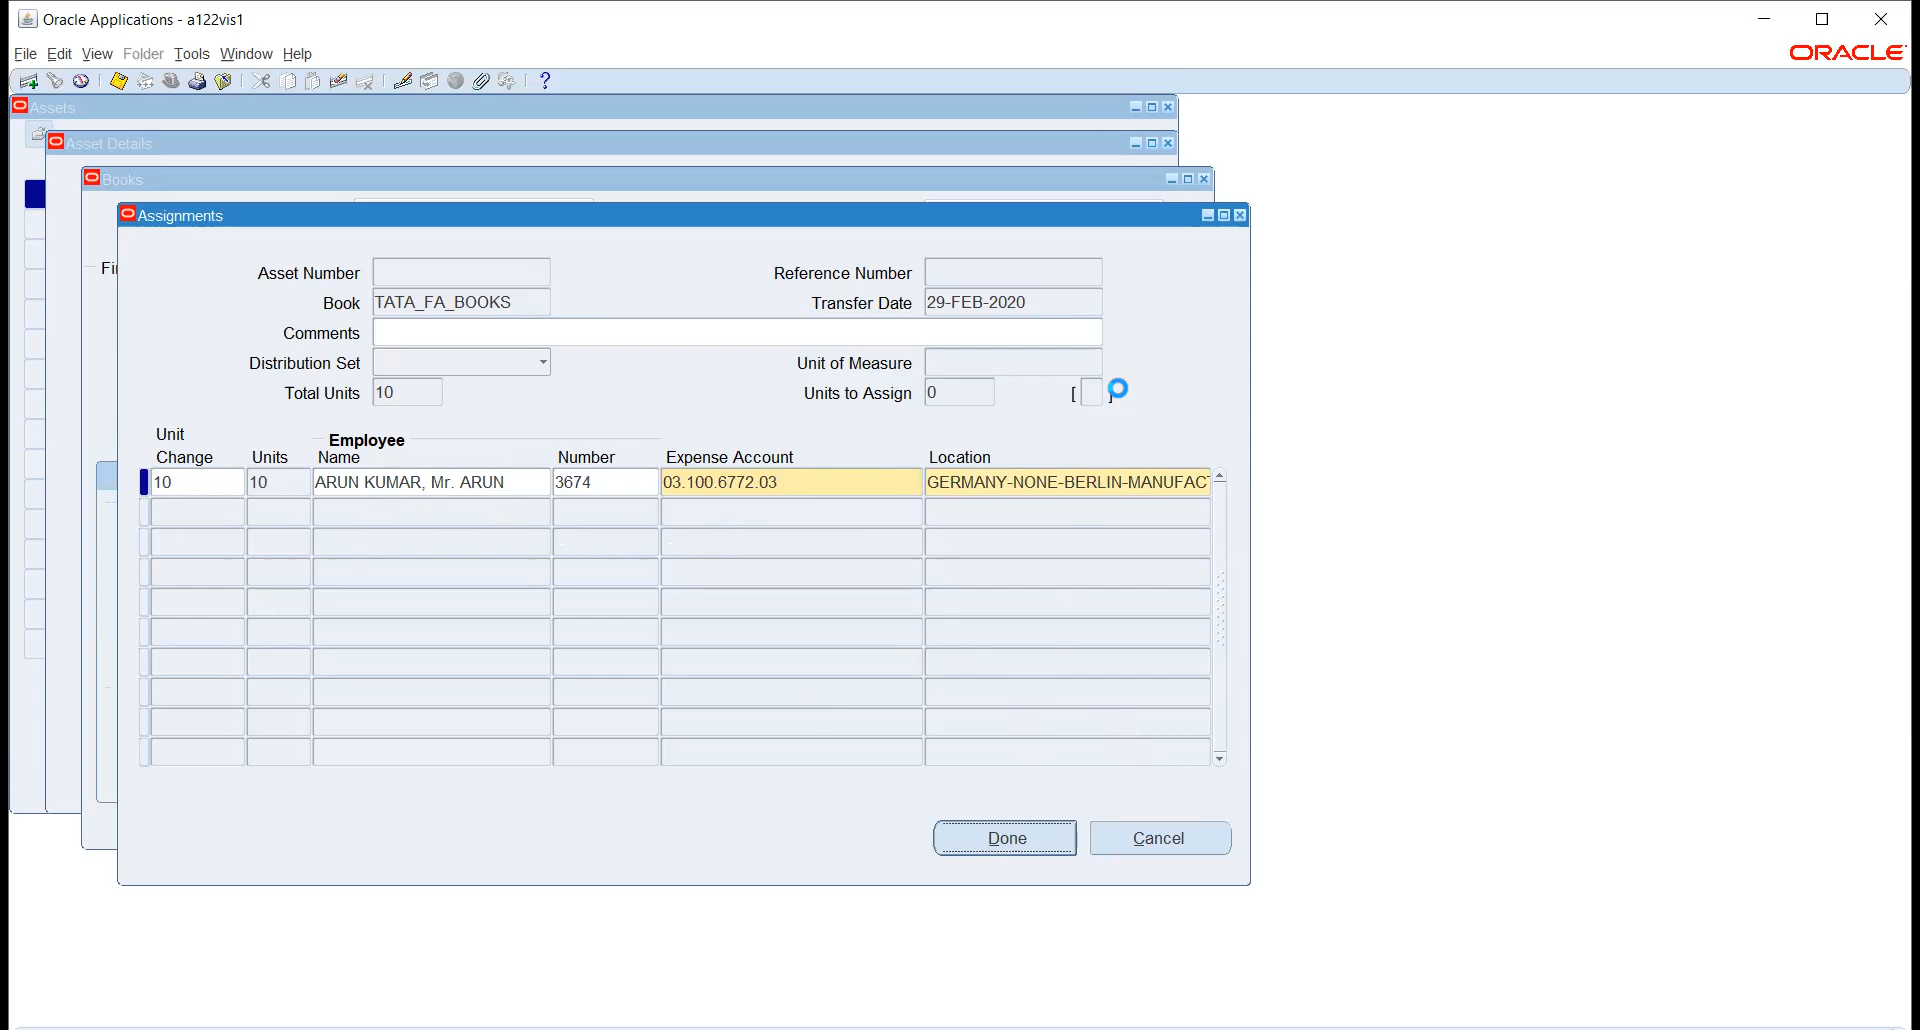 Oracle Applications - a122vis1
File Edit View Folder Tools Window Help
ORACLE
Assets
Asset Details
Books
Assignments
Asset Number
Reference Number
Book TATA_FA_BOOKS
Transfer Date 29-FEB-2020
Comments
Distribution Set
Unit of Measure
Total Units 10
Units to Assign 0 [ ]
Unit
Change Units
Employee
Name Number Expense Account Location
10 10 ARUN KUMAR, Mr. ARUN 3674 03.100.6772.03 GERMANY-NONE-BERLIN-MANUFAC
Done Cancel